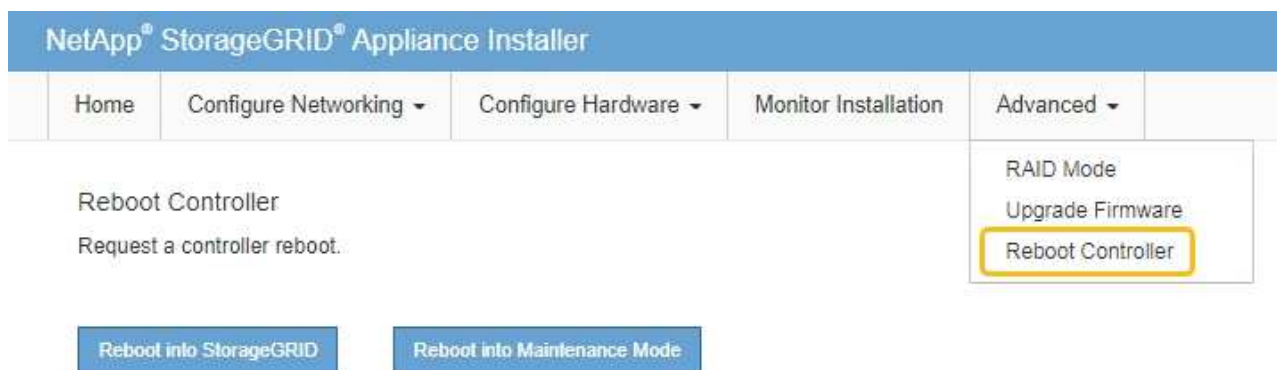 NetApp® StorageGRID® Appliance Installer
Home Configure Networking Configure Hardware Monitor Installation Advanced
RAID Mode
Upgrade Firmware
Reboot Controller
Reboot Controller
Request a controller reboot.
Reboot into StorageGRID Reboot into Maintenance Mode